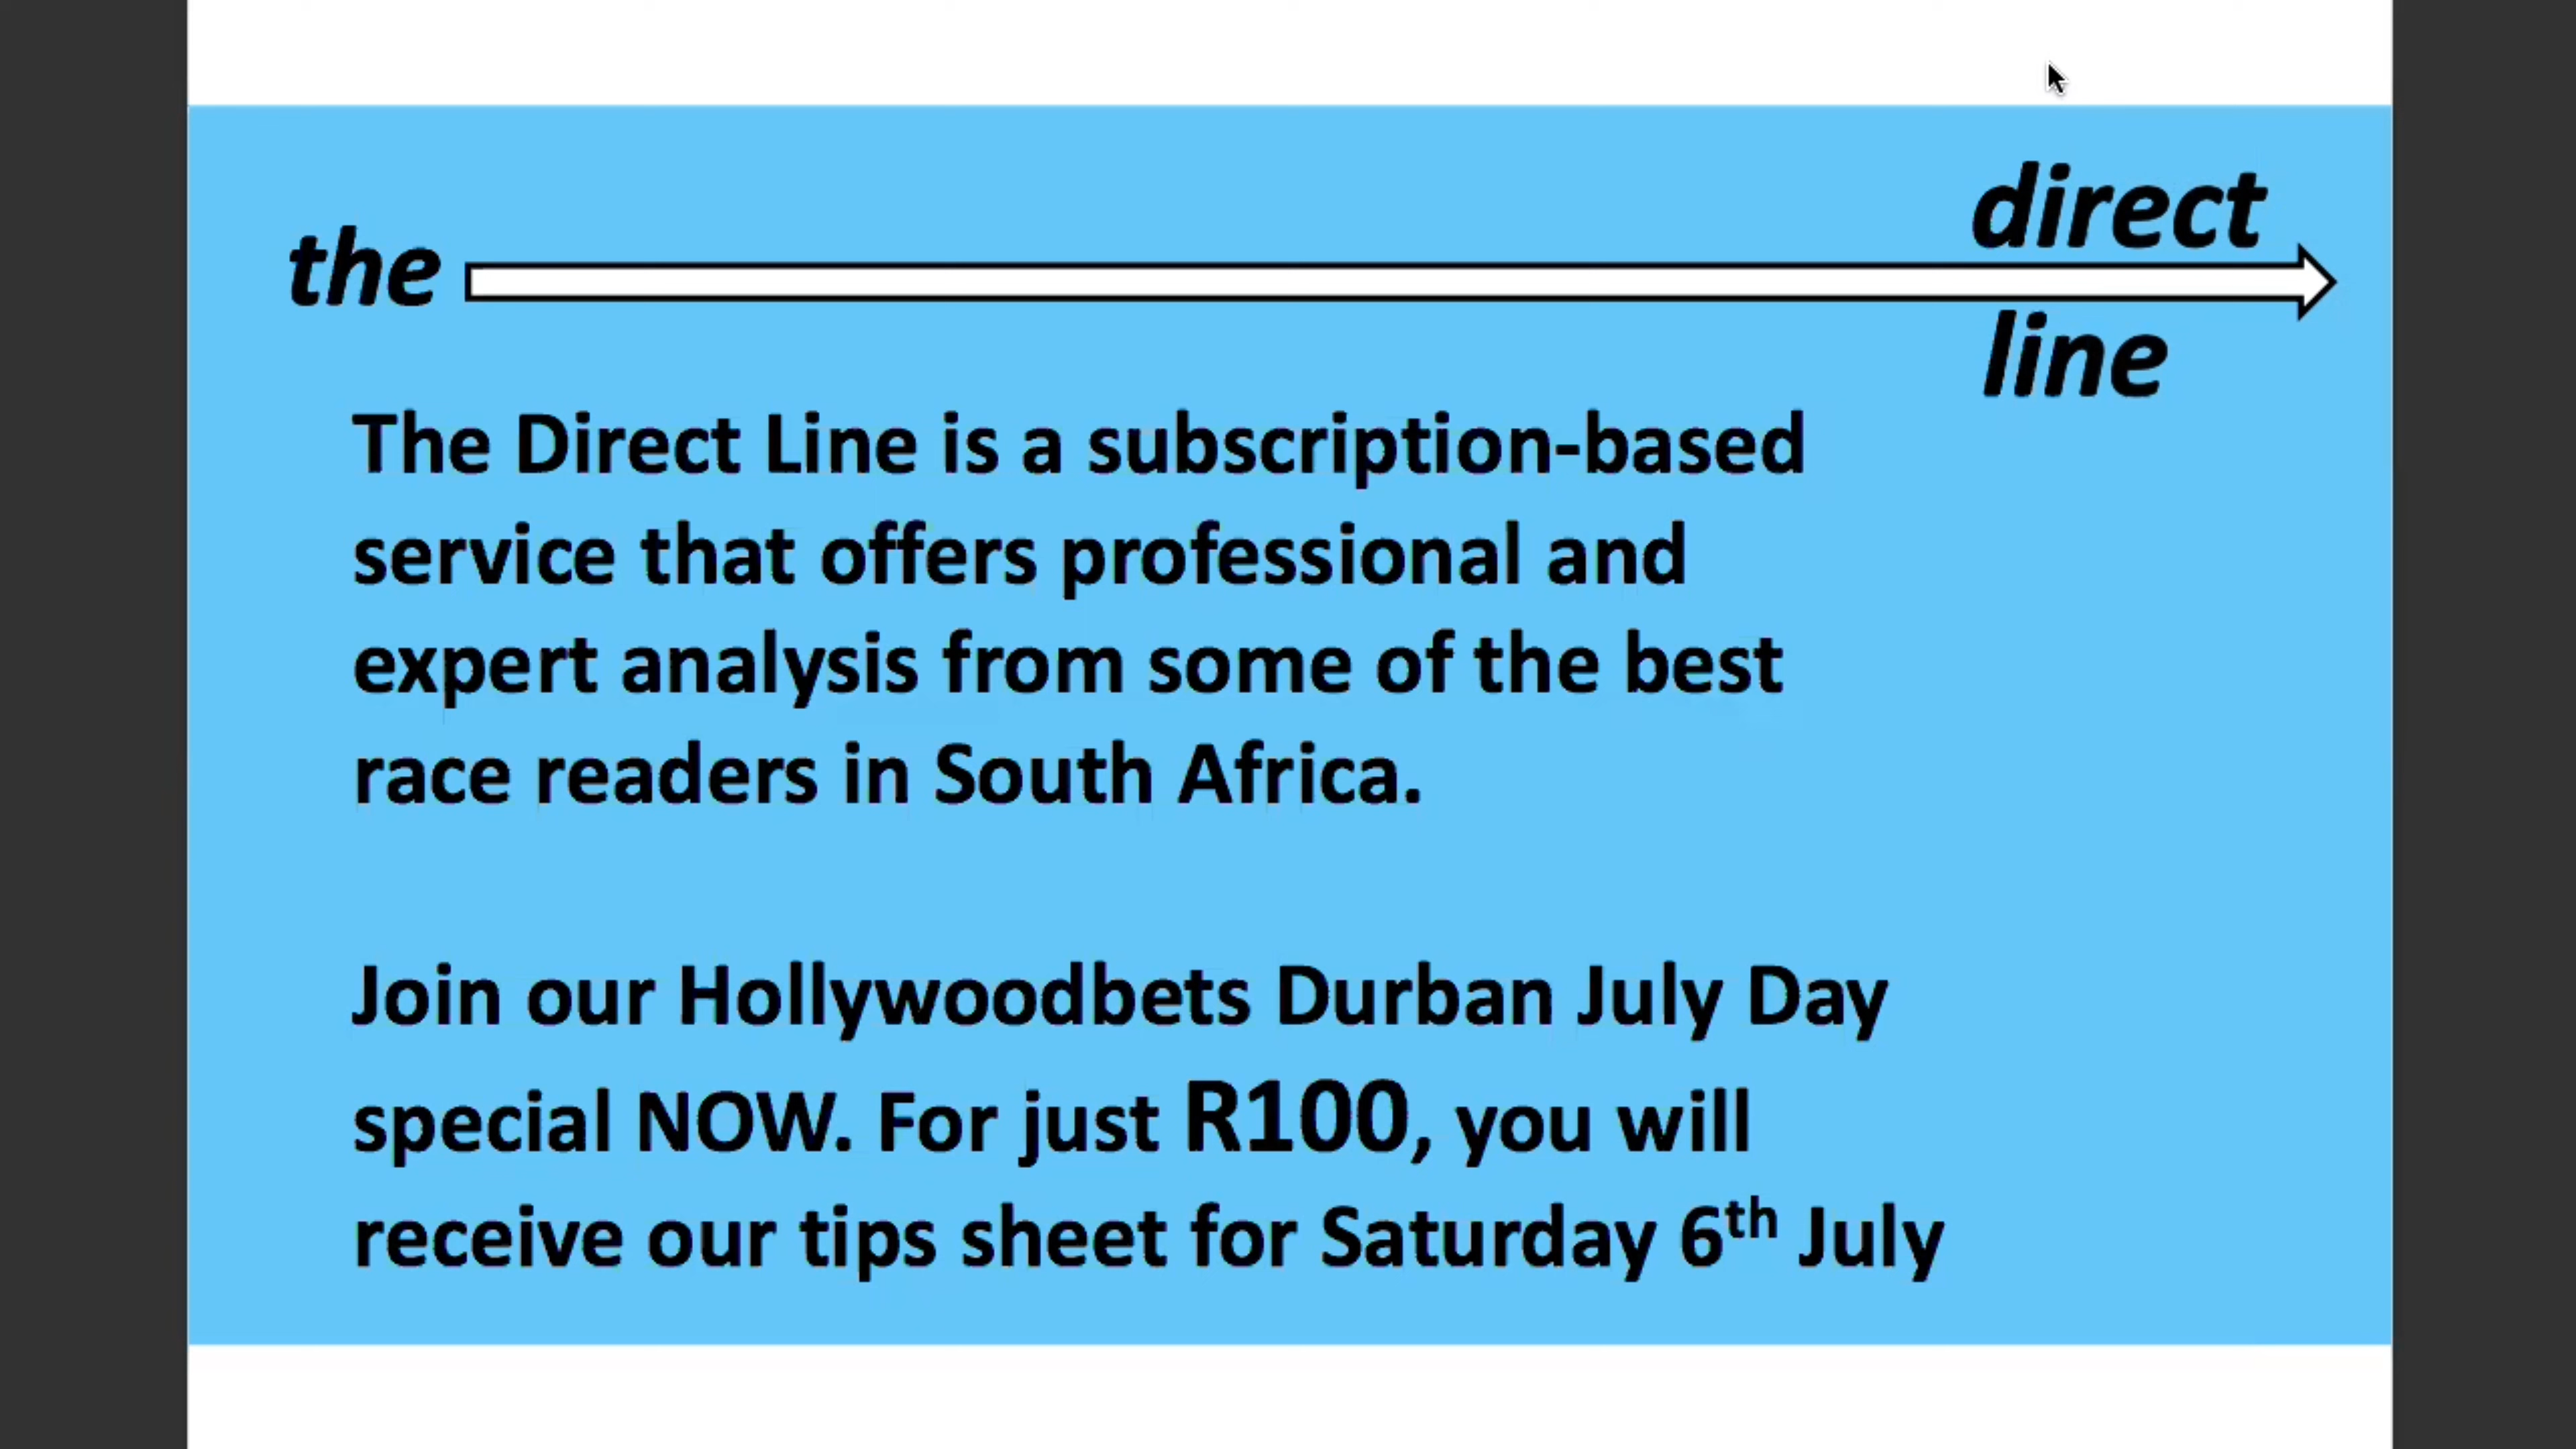 the
direct
line
The Direct Line is a subscription-based
service that offers professional and
expert analysis from some of the best
race readers in South Africa.
Join our Hollywoodbets Durban July Day
special NOW. For just R100, you will
receive our tips sheet for Saturday 6th July